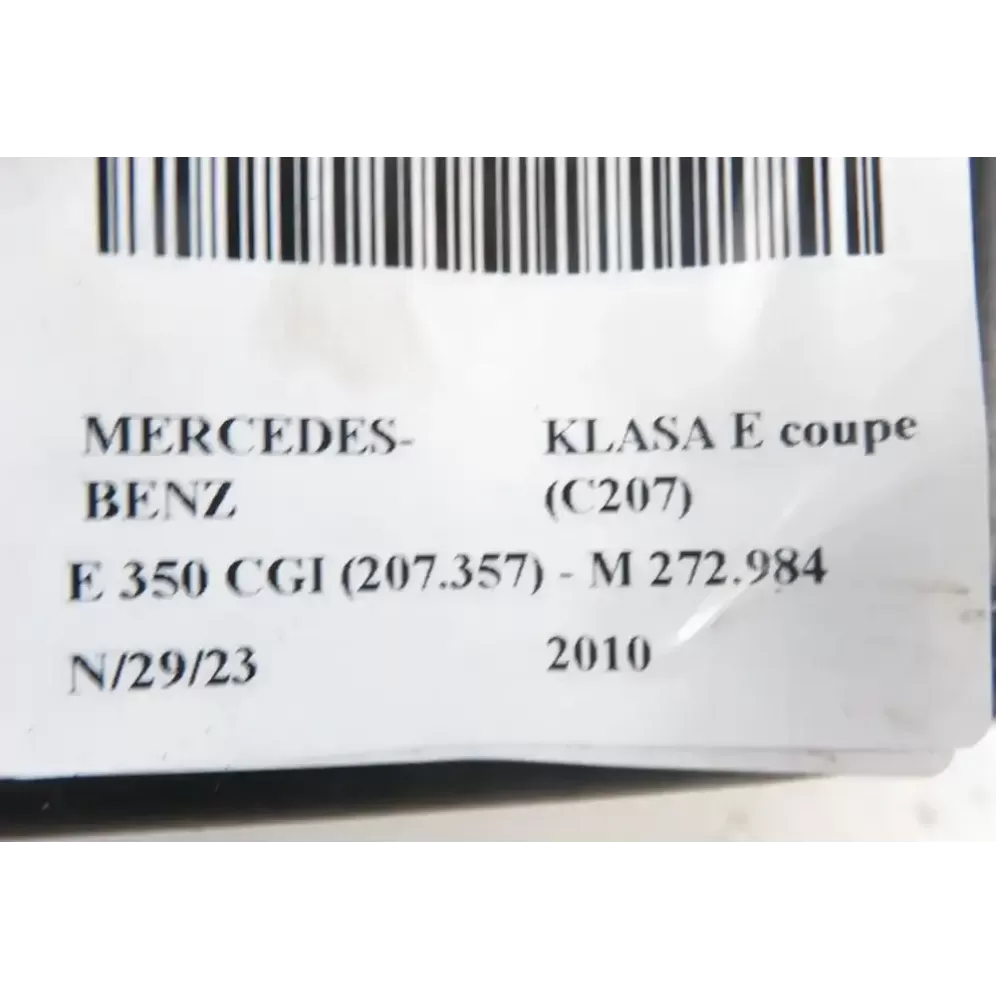 MERCEDES-
BENZ
KLASA E coupe
(C207)
E 350 CGI (207.357) - M 272.984
N/29/23
2010